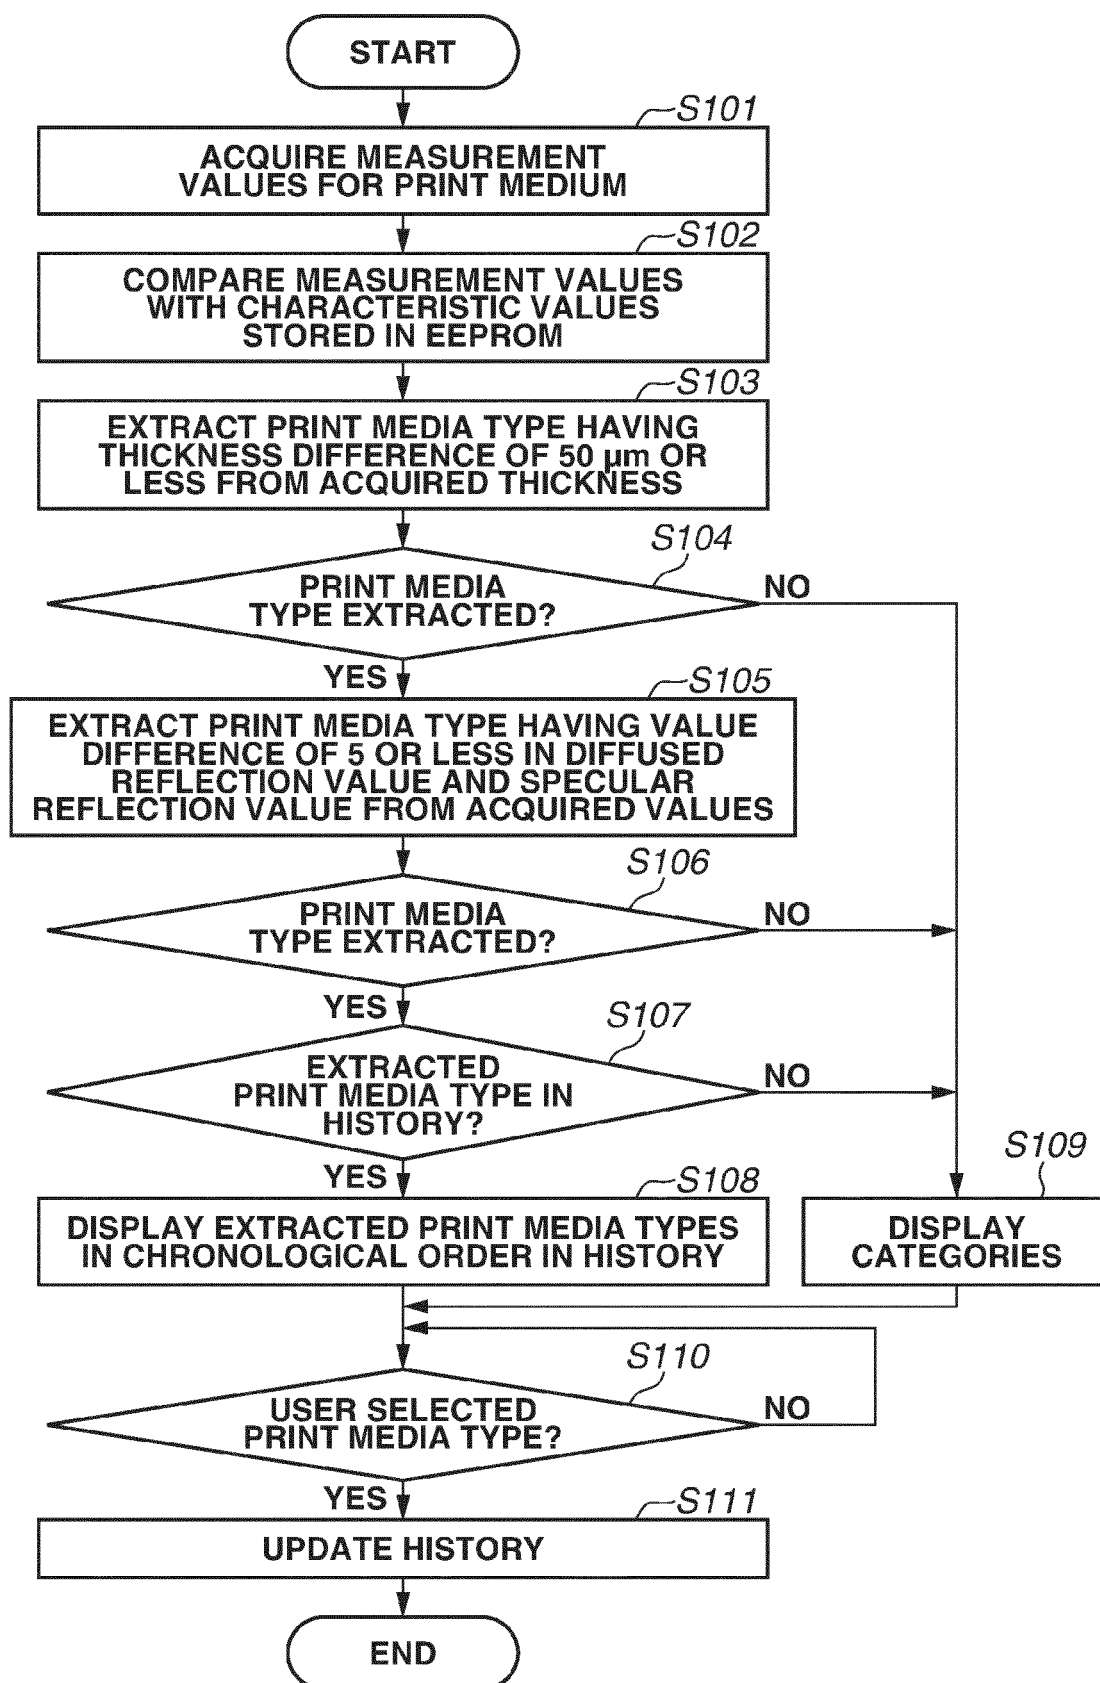 START
S101
ACQUIRE MEASUREMENT
VALUES FOR PRINT MEDIUM
S102
COMPARE MEASUREMENT VALUES
WITH CHARACTERISTIC VALUES
STORED IN EEPROM
S103
EXTRACT PRINT MEDIA TYPE HAVING
THICKNESS DIFFERENCE OF 50 µm OR
LESS FROM ACQUIRED THICKNESS
S104
PRINT MEDIA
TYPE EXTRACTED?
NO
YES
S105
EXTRACT PRINT MEDIA TYPE HAVING VALUE
DIFFERENCE OF 5 OR LESS IN DIFFUSED
REFLECTION VALUE AND SPECULAR
REFLECTION VALUE FROM ACQUIRED VALUES
S106
PRINT MEDIA
TYPE EXTRACTED?
NO
YES
S107
EXTRACTED
PRINT MEDIA TYPE IN
HISTORY?
NO
YES
S108
DISPLAY EXTRACTED PRINT MEDIA TYPES
IN CHRONOLOGICAL ORDER IN HISTORY
S109
DISPLAY
CATEGORIES
S110
USER SELECTED
PRINT MEDIA TYPE?
NO
YES
S111
UPDATE HISTORY
END